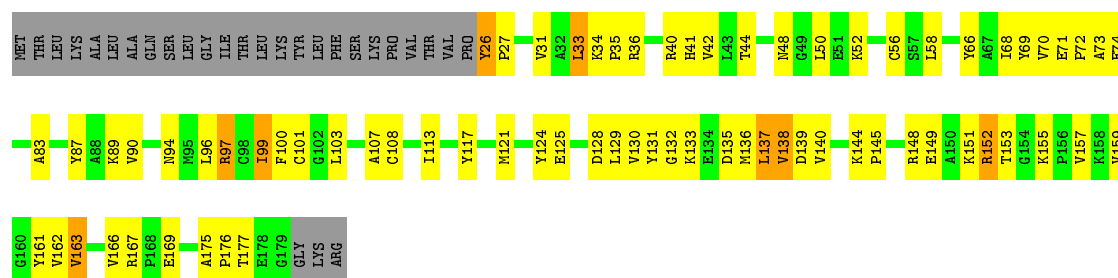 MET THR LEU LYS ALA LEU ALA GLN SER LEU GLY ILE THR LEU LYS TYR LEU PHE SER LYS PRO VAL THR VAL PRO Y26 P27 V31 A32 L33 K34 P35 R36 R40 H41 V42 L43 T44 N48 G49 L50 E51 K52 C56 S57 L58 Y66 A67 I68 Y69 V70 E71 P72 A73 E74
A83 Y87 A88 K89 V90 N94 M95 L96 R97 C98 I99 F100 C101 G102 L103 A107 C108 I113 Y117 M121 Y124 E125 D128 L129 V130 Y131 G132 K133 E134 D135 M136 L137 V138 D139 V140 K144 P145 R148 E149 A150 K151 R152 T153 G154 K155 P156 V157 K158 V159
G160 Y161 V162 V163 V166 R167 P168 E169 A175 P176 T177 E178 G179 GLY LYS ARG